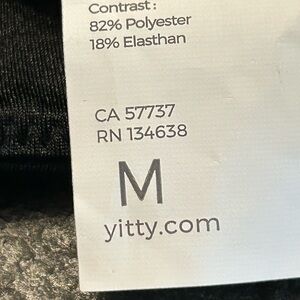 Contrast:
82% Polyester
18% Elasthan
CA 57737
RN 134638
M
yitty.com